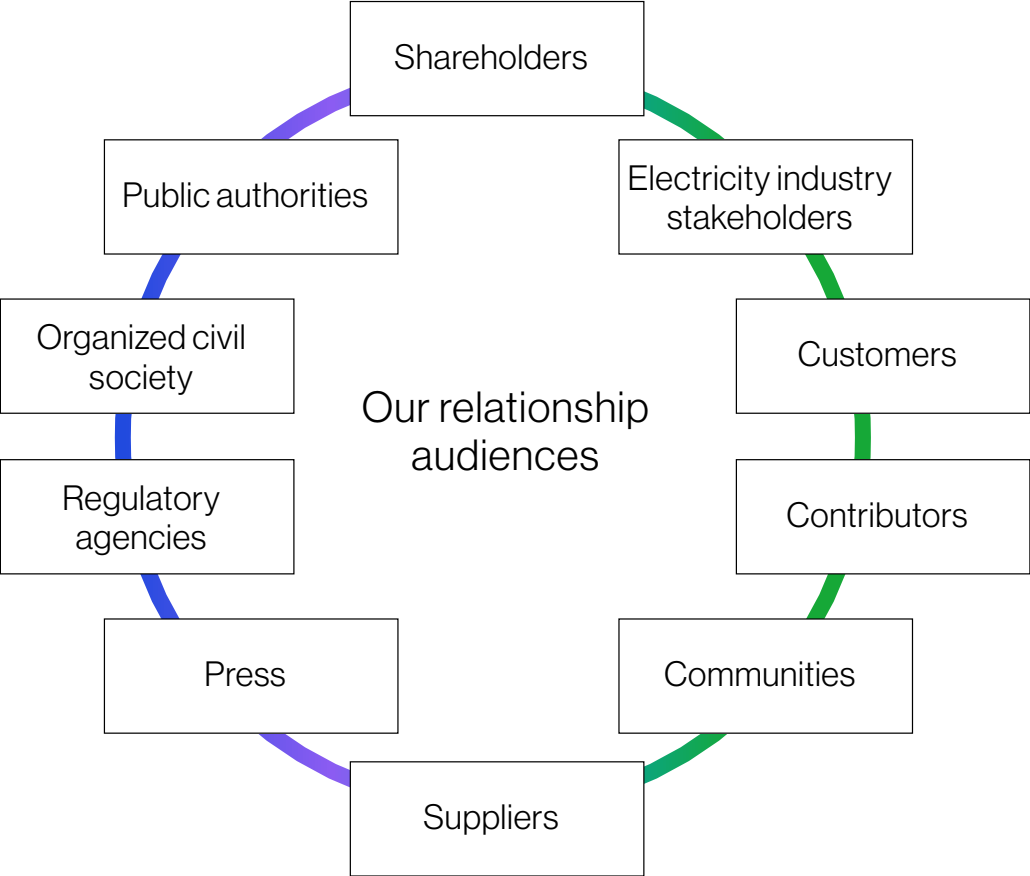 Shareholders
Public authorities
Electricity industry
stakeholders
Organized civil
society
Customers
Our relationship
audiences
Regulatory
agencies
Contributors
Press
Communities
Suppliers